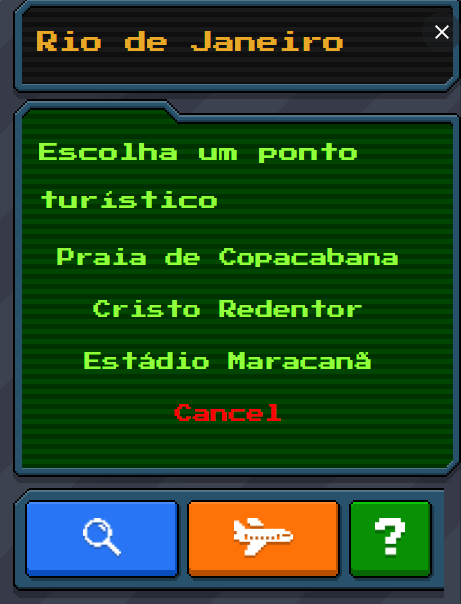 Rio de Janeiro
Escolha um ponto
turístico
Praia de Copacabana
Cristo Redentor
Estádio Maracanã
Cancel
?